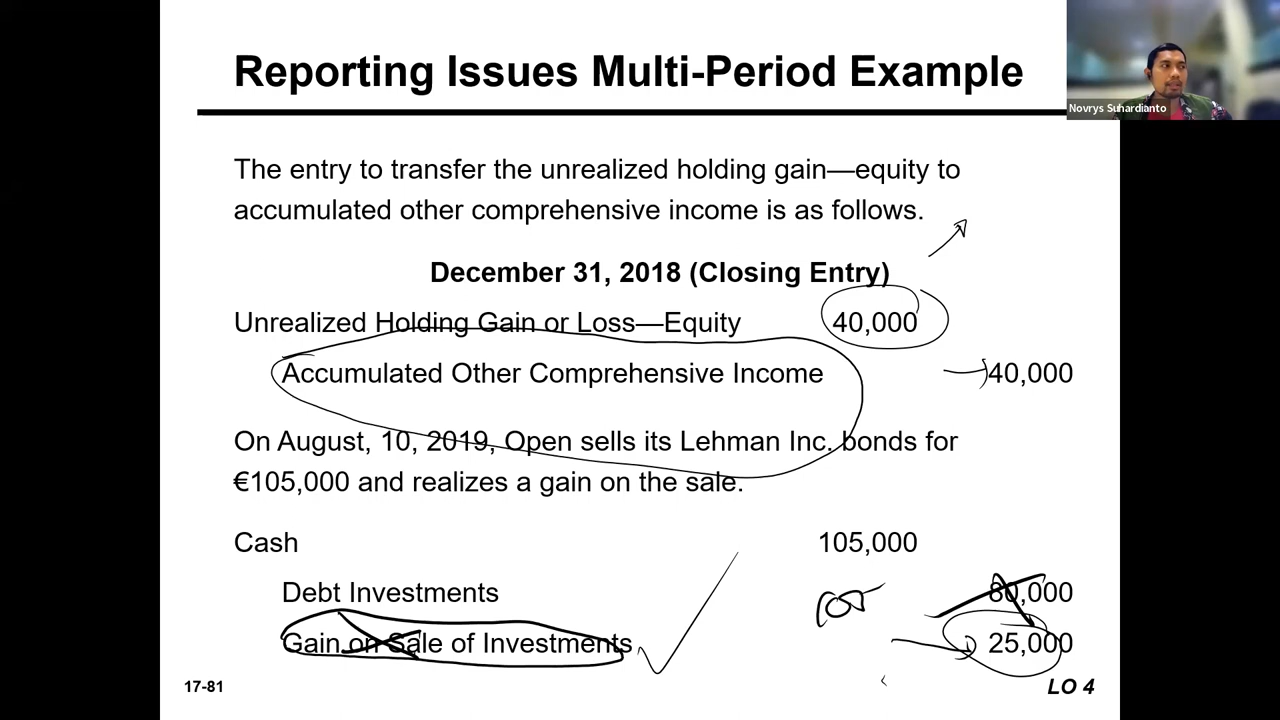 Reporting Issues Multi-Period Example
Novrys Suhardianto
The entry to transfer the unrealized holding gain—equity to
accumulated other comprehensive income is as follows.
December 31, 2018 (Closing Entry)
Unrealized Holding Gain or Loss—Equity 40,000
Accumulated Other Comprehensive Income 40,000
On August, 10, 2019, Open sells its Lehman Inc. bonds for
€105,000 and realizes a gain on the sale.
Cash 105,000
Debt Investments 80,000
Gain on Sale of Investments 25,000
17-81 LO 4